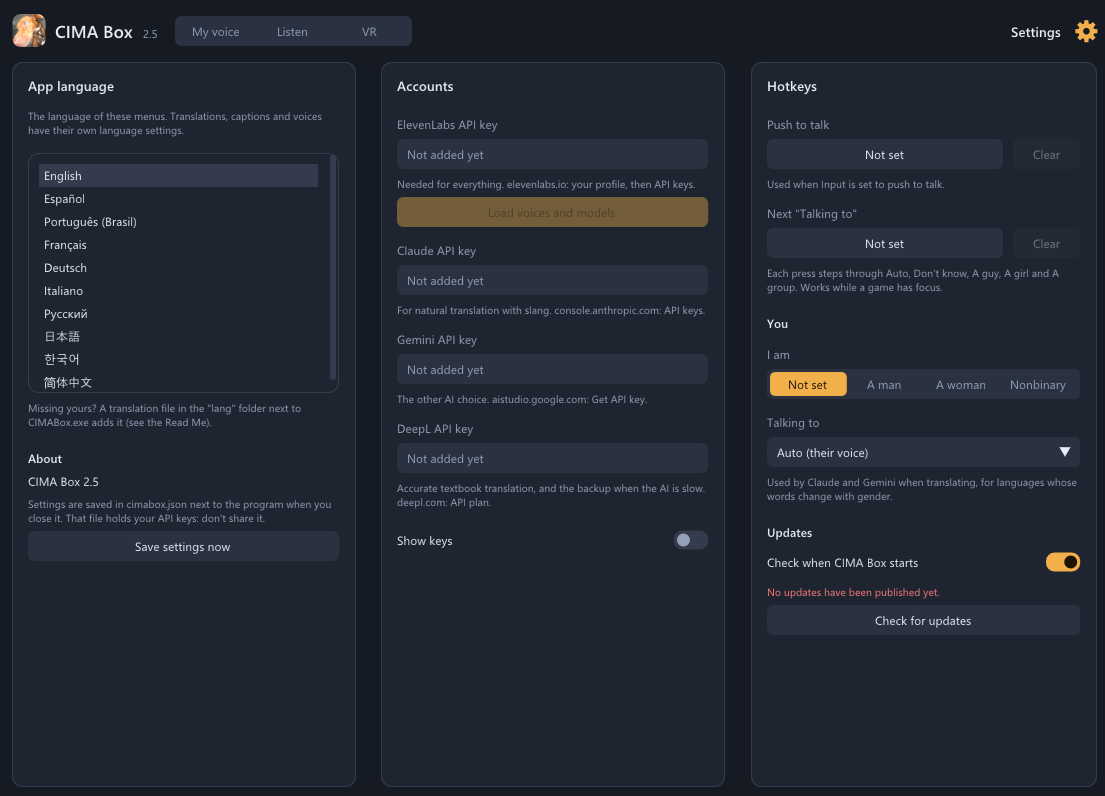 CIMA Box 2.5
My voice
Listen
VR
Settings
App language
The language of these menus. Translations, captions and voices
have their own language settings.
English
Español
Português (Brasil)
Français
Deutsch
Italiano
Русский
日本語
한국어
简体中文
Missing yours? A translation file in the "lang" folder next to
CIMABox.exe adds it (see the Read Me).
About
CIMA Box 2.5
Settings are saved in cimabox.json next to the program when you
close it. That file holds your API keys: don't share it.
Save settings now
Accounts
ElevenLabs API key
Not added yet
Needed for everything. elevenlabs.io: your profile, then API keys.
Load voices and models
Claude API key
Not added yet
For natural translation with slang. console.anthropic.com: API keys.
Gemini API key
Not added yet
The other AI choice. aistudio.google.com: Get API key.
DeepL API key
Not added yet
Accurate textbook translation, and the backup when the AI is slow.
deepl.com: API plan.
Show keys
Hotkeys
Push to talk
Not set
Clear
Used when Input is set to push to talk.
Next "Talking to"
Not set
Clear
Each press steps through Auto, Don't know, A guy, A girl and A
group. Works while a game has focus.
You
I am
Not set
A man
A woman
Nonbinary
Talking to
Auto (their voice)
Used by Claude and Gemini when translating, for languages whose
words change with gender.
Updates
Check when CIMA Box starts
No updates have been published yet.
Check for updates